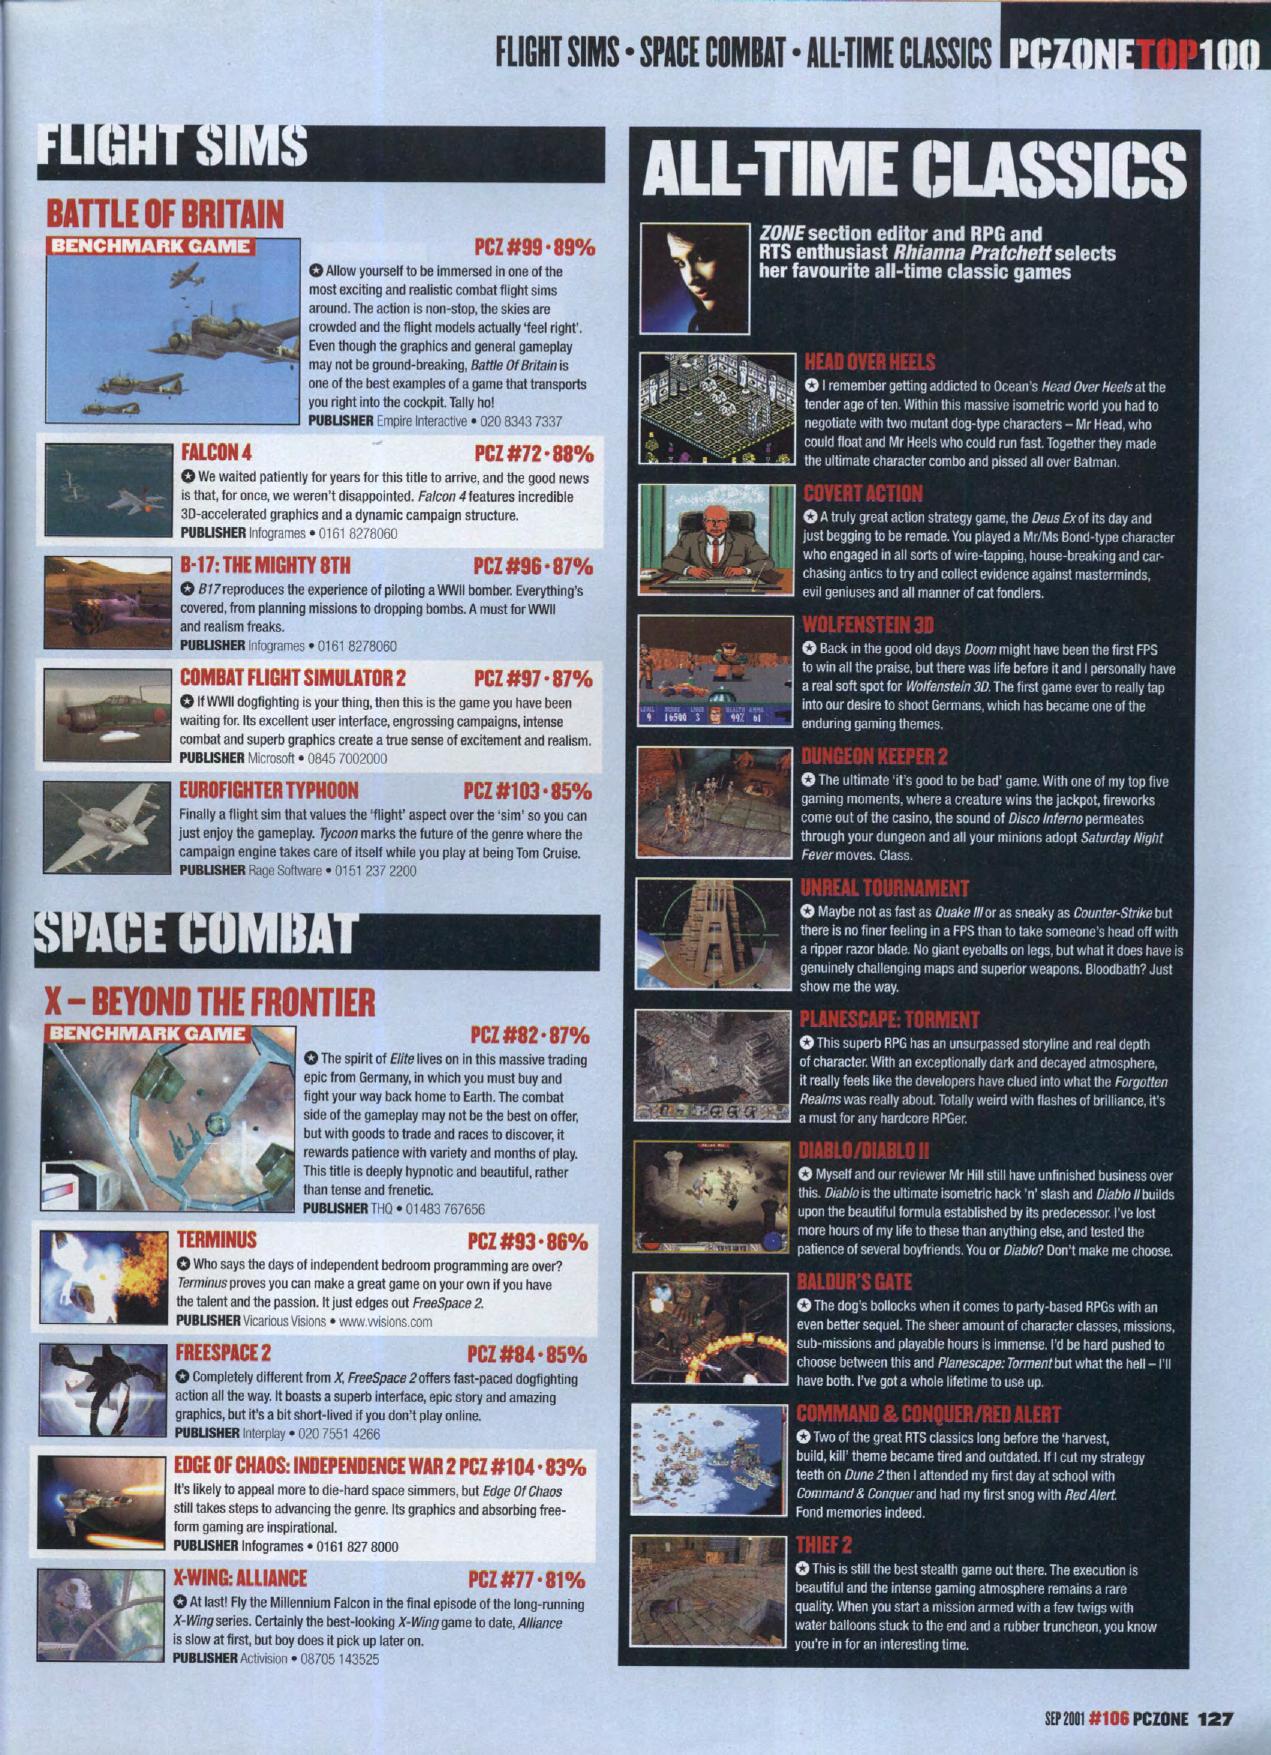 FLIGHT SIMS • SPACE COMBAT • ALL-TIME CLASSICS PCZONETOP100
FLIGHT SIMS
BATTLE OF BRITAIN
BENCHMARK GAME
PCZ #99 • 89%
Allow yourself to be immersed in one of the
most exciting and realistic combat flight sims
around. The action is non-stop, the skies are
crowded and the flight models actually 'feel right'.
Even though the graphics and general gameplay
may not be ground-breaking, Battle Of Britain is
one of the best examples of a game that transports
you right into the cockpit. Tally ho!
PUBLISHER Empire Interactive • 020 8343 7337
FALCON 4 PCZ #72 • 88%
We waited patiently for years for this title to arrive, and the good news
is that, for once, we weren't disappointed. Falcon 4 features incredible
3D-accelerated graphics and a dynamic campaign structure.
PUBLISHER Infogrames • 0161 8278060
B-17: THE MIGHTY 8TH PCZ #96 • 87%
B17 reproduces the experience of piloting a WWII bomber. Everything's
covered, from planning missions to dropping bombs. A must for WWII
and realism freaks.
PUBLISHER Infogrames • 0161 8278060
COMBAT FLIGHT SIMULATOR 2 PCZ #97 • 87%
If WWII dogfighting is your thing, then this is the game you have been
waiting for. Its excellent user interface, engrossing campaigns, intense
combat and superb graphics create a true sense of excitement and realism.
PUBLISHER Microsoft • 0845 7002000
EUROFIGHTER TYPHOON PCZ #103 • 85%
Finally a flight sim that values the 'flight' aspect over the 'sim' so you can
just enjoy the gameplay. Tycoon marks the future of the genre where the
campaign engine takes care of itself while you play at being Tom Cruise.
PUBLISHER Rage Software • 0151 237 2200
SPACE COMBAT
X – BEYOND THE FRONTIER
BENCHMARK GAME
PCZ #82 • 87%
The spirit of Elite lives on in this massive trading
epic from Germany, in which you must buy and
fight your way back home to Earth. The combat
side of the gameplay may not be the best on offer,
but with goods to trade and races to discover, it
rewards patience with variety and months of play.
This title is deeply hypnotic and beautiful, rather
than tense and frenetic.
PUBLISHER THQ • 01483 767656
TERMINUS PCZ #93 • 86%
Who says the days of independent bedroom programming are over?
Terminus proves you can make a great game on your own if you have
the talent and the passion. It just edges out FreeSpace 2.
PUBLISHER Vicarious Visions • www.vvisions.com
FREESPACE 2 PCZ #84 • 85%
Completely different from X, FreeSpace 2 offers fast-paced dogfighting
action all the way. It boasts a superb interface, epic story and amazing
graphics, but it's a bit short-lived if you don't play online.
PUBLISHER Interplay • 020 7551 4266
EDGE OF CHAOS: INDEPENDENCE WAR 2 PCZ #104 • 83%
It's likely to appeal more to die-hard space simmers, but Edge Of Chaos
still takes steps to advancing the genre. Its graphics and absorbing free-
form gaming are inspirational.
PUBLISHER Infogrames • 0161 827 8000
X-WING: ALLIANCE PCZ #77 • 81%
At last! Fly the Millennium Falcon in the final episode of the long-running
X-Wing series. Certainly the best-looking X-Wing game to date, Alliance
is slow at first, but boy does it pick up later on.
PUBLISHER Activision • 08705 143525
ALL-TIME CLASSICS
ZONE section editor and RPG and
RTS enthusiast Rhianna Pratchett selects
her favourite all-time classic games
HEAD OVER HEELS
I remember getting addicted to Ocean's Head Over Heels at the
tender age of ten. Within this massive isometric world you had to
negotiate with two mutant dog-type characters – Mr Head, who
could float and Mr Heels who could run fast. Together they made
the ultimate character combo and pissed all over Batman.
COVERT ACTION
A truly great action strategy game, the Deus Ex of its day and
just begging to be remade. You played a Mr/Ms Bond-type character
who engaged in all sorts of wire-tapping, house-breaking and car-
chasing antics to try and collect evidence against masterminds,
evil geniuses and all manner of cat fondlers.
WOLFENSTEIN 3D
Back in the good old days Doom might have been the first FPS
to win all the praise, but there was life before it and I personally have
a real soft spot for Wolfenstein 3D. The first game ever to really tap
into our desire to shoot Germans, which has become one of the
enduring gaming themes.
DUNGEON KEEPER 2
The ultimate 'it's good to be bad' game. With one of my top five
gaming moments, where a creature wins the jackpot, fireworks
come out of the casino, the sound of Disco Inferno permeates
through your dungeon and all your minions adopt Saturday Night
Fever moves. Class.
UNREAL TOURNAMENT
Maybe not as fast as Quake III or as sneaky as Counter-Strike but
there is no finer feeling in a FPS than to take someone's head off with
a ripper razor blade. No giant eyeballs on legs, but what it does have is
genuinely challenging maps and superior weapons. Bloodbath? Just
show me the way.
PLANESCAPE: TORMENT
This superb RPG has an unsurpassed storyline and real depth
of character. With an exceptionally dark and decayed atmosphere,
it really feels like the developers have clued into what the Forgotten
Realms was really about. Totally weird with flashes of brilliance, it's
a must for any hardcore RPGer.
DIABLO/DIABLO II
Myself and our reviewer Mr Hill still have unfinished business over
this. Diablo is the ultimate isometric hack 'n' slash and Diablo II builds
upon the beautiful formula established by its predecessor. I've lost
more hours of my life to these than anything else, and tested the
patience of several boyfriends. You or Diablo? Don't make me choose.
BALDUR'S GATE
The dog's bollocks when it comes to party-based RPGs with an
even better sequel. The sheer amount of character classes, missions,
sub-missions and playable hours is immense. I'd be hard pushed to
choose between this and Planescape: Torment but what the hell – I'll
have both. I've got a whole lifetime to use up.
COMMAND & CONQUER/RED ALERT
Two of the great RTS classics long before the 'harvest,
build, kill' theme became tired and outdated. If I cut my strategy
teeth on Dune 2 then I attended my first day at school with
Command & Conquer and had my first snog with Red Alert.
Fond memories indeed.
THIEF 2
This is still the best stealth game out there. The execution is
beautiful and the intense gaming atmosphere remains a rare
quality. When you start a mission armed with a few twigs with
water balloons stuck to the end and a rubber truncheon, you know
you're in for an interesting time.
SEP 2001 #106 PCZONE 127